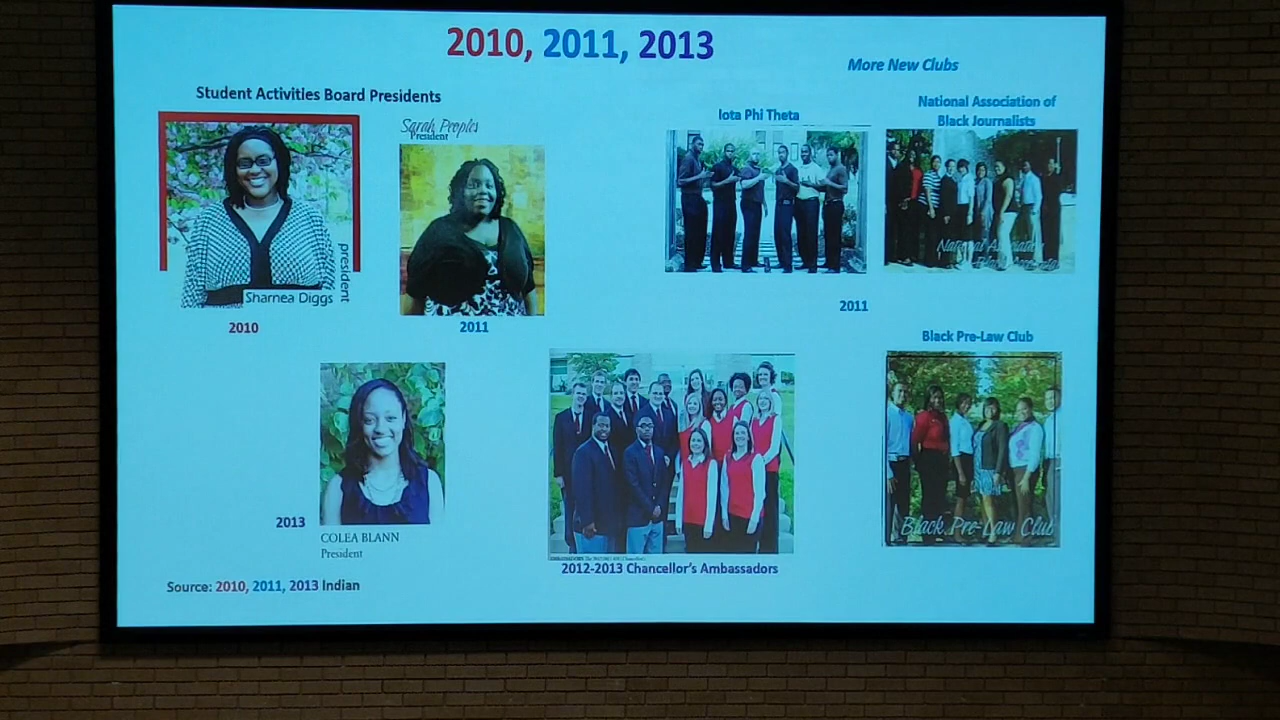 2010, 2011, 2013
More New Clubs
Student Activities Board Presidents
Sarah Peoples
President
president
Sharnea Diggs
2010
2011
Iota Phi Theta
National Association of
Black Journalists
National Association
2011
Black Pre-Law Club
Black Pre-Law Club
2013
COLEA BLANN
President
2012-2013 Chancellor's Ambassadors
Source: 2010, 2011, 2013 Indian